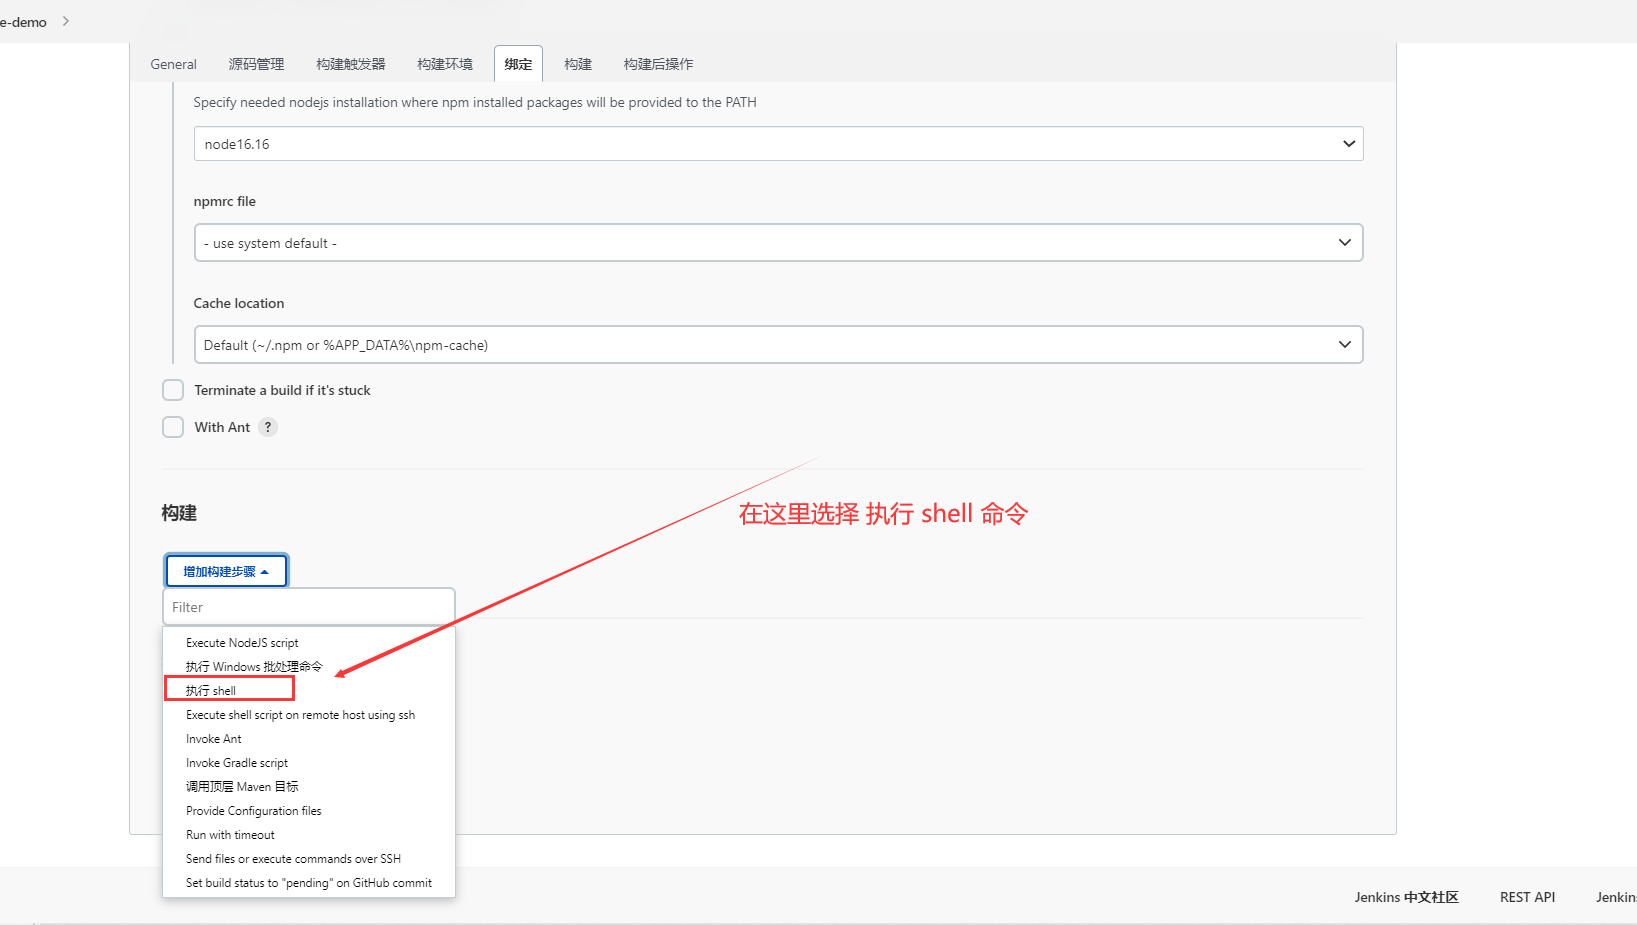 e-demo
General 源码管理 构建触发器 构建环境 绑定 构建 构建后操作
Specify needed nodejs installation where npm installed packages will be provided to the PATH
node16.16
npmrc file
- use system default -
Cache location
Default (~/.npm or %APP_DATA%\npm-cache)
Terminate a build if it's stuck
With Ant ?
构建
在这里选择 执行 shell 命令
增加构建步骤
Filter
Execute NodeJS script
执行 Windows 批处理命令
执行 shell
Execute shell script on remote host using ssh
Invoke Ant
Invoke Gradle script
调用顶层 Maven 目标
Provide Configuration files
Run with timeout
Send files or execute commands over SSH
Set build status to "pending" on GitHub commit
Jenkins 中文社区 REST API Jenkin